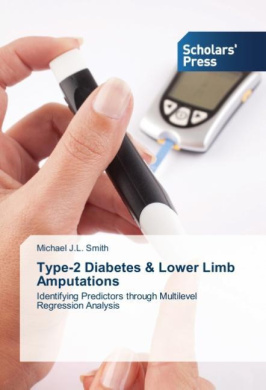 Scholars'
Press
Michael J.L. Smith
Type-2 Diabetes & Lower Limb
Amputations
Identifying Predictors through Multilevel
Regression Analysis